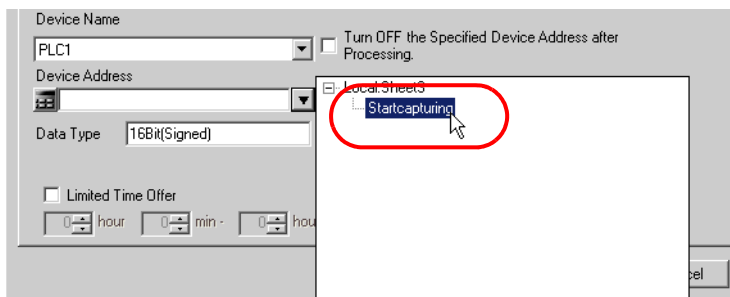 Device Name
PLC1
Turn OFF the Specified Device Address after
Processing.
Device Address
Local.Sheet3
Startcapturing
Data Type 16Bit(Signed)
Limited Time Offer
0 hour 0 min - 0 hou
cel